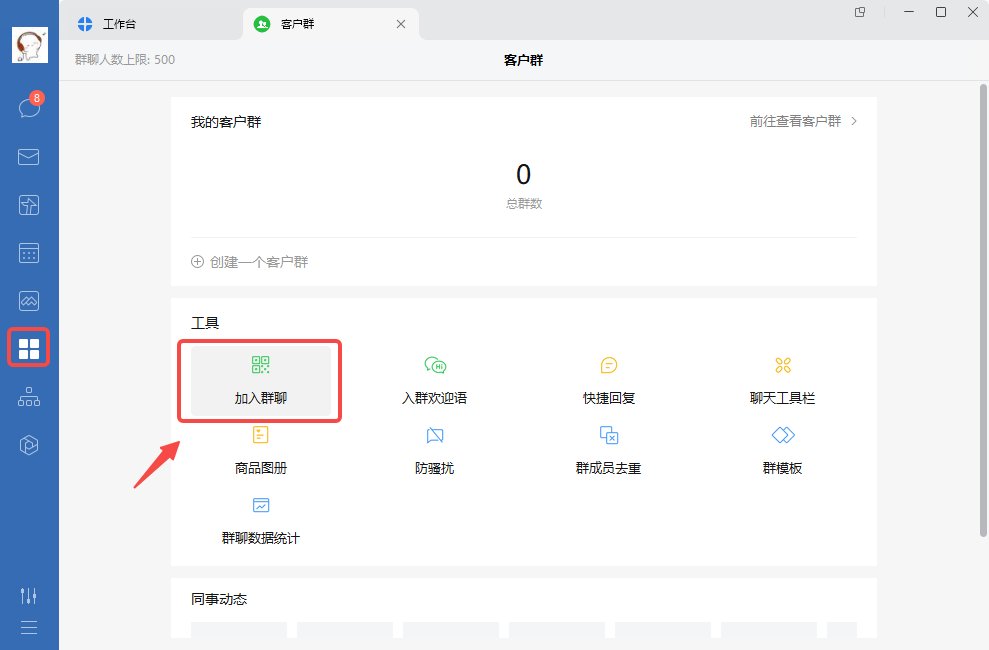 工作台
客户群
群聊人数上限: 500
客户群
8
我的客户群
前往查看客户群
0
总群数
创建一个客户群
工具
加入群聊
Hi
入群欢迎语
快捷回复
聊天工具栏
商品图册
防骚扰
群成员去重
群模板
群聊数据统计
同事动态